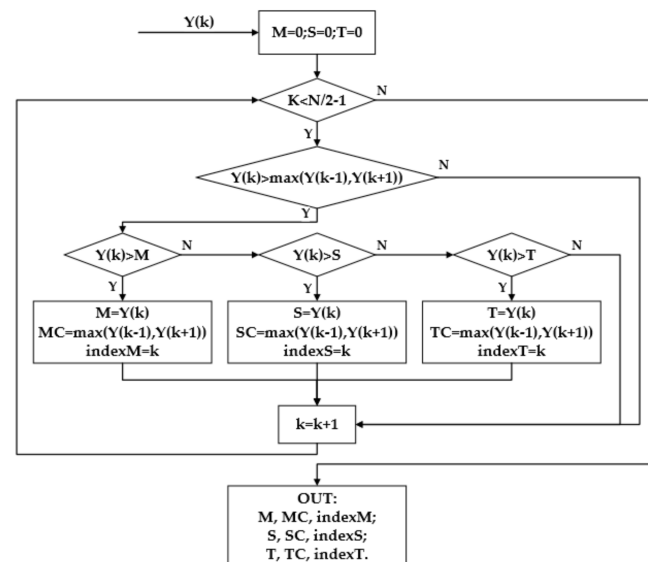 Y(k)
M=0;S=0;T=0
K<N/2-1
N
Y
Y(k)>max(Y(k-1),Y(k+1))
N
Y
Y(k)>M
N
Y(k)>S
N
Y(k)>T
N
Y
Y
Y
M=Y(k)
MC=max(Y(k-1),Y(k+1))
indexM=k
S=Y(k)
SC=max(Y(k-1),Y(k+1))
indexS=k
T=Y(k)
TC=max(Y(k-1),Y(k+1))
indexT=k
k=k+1
OUT:
M, MC, indexM;
S, SC, indexS;
T, TC, indexT.